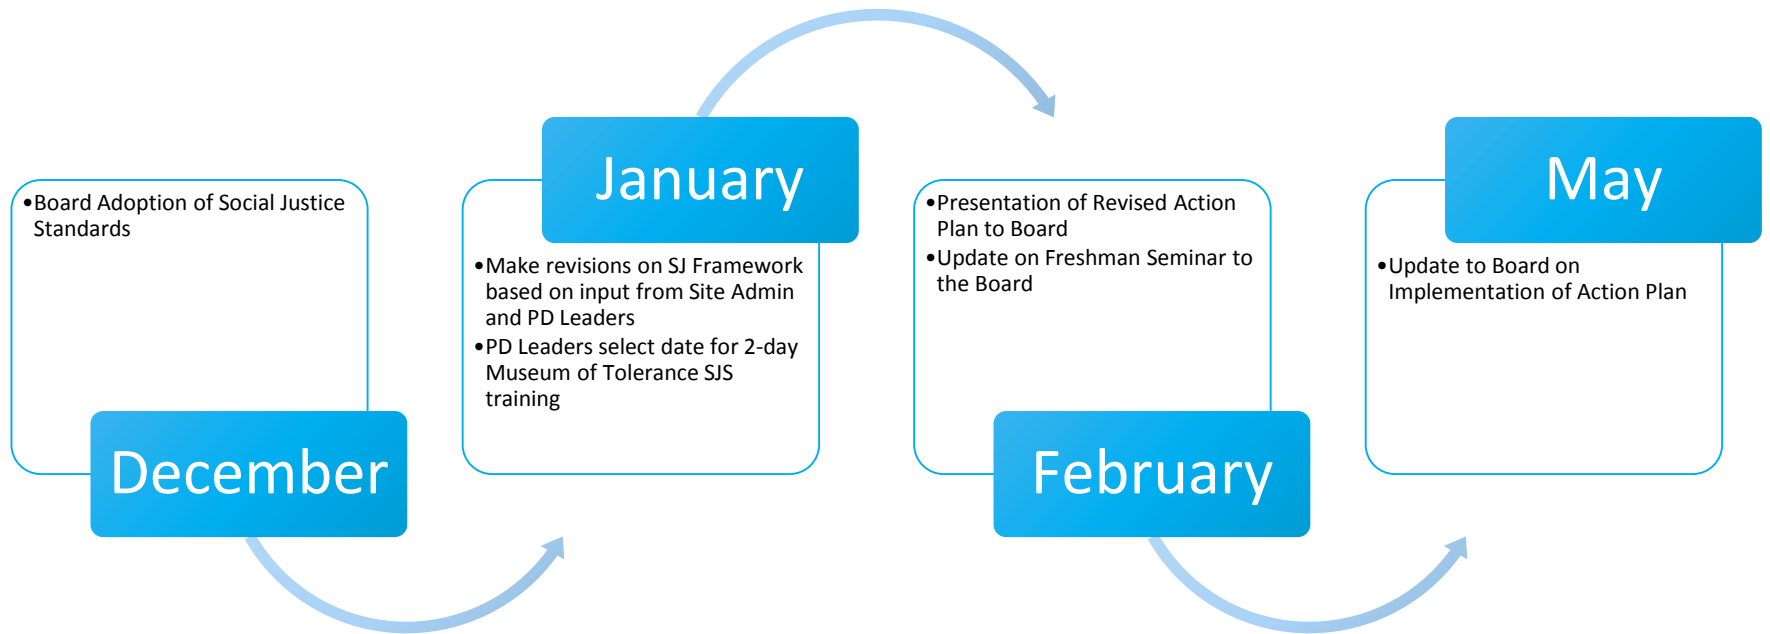 •Board Adoption of Social Justice
Standards
December
January
•Make revisions on SJ Framework
based on input from Site Admin
and PD Leaders
•PD Leaders select date for 2-day
Museum of Tolerance SJS
training
•Presentation of Revised Action
Plan to Board
•Update on Freshman Seminar to
the Board
February
May
•Update to Board on
Implementation of Action Plan